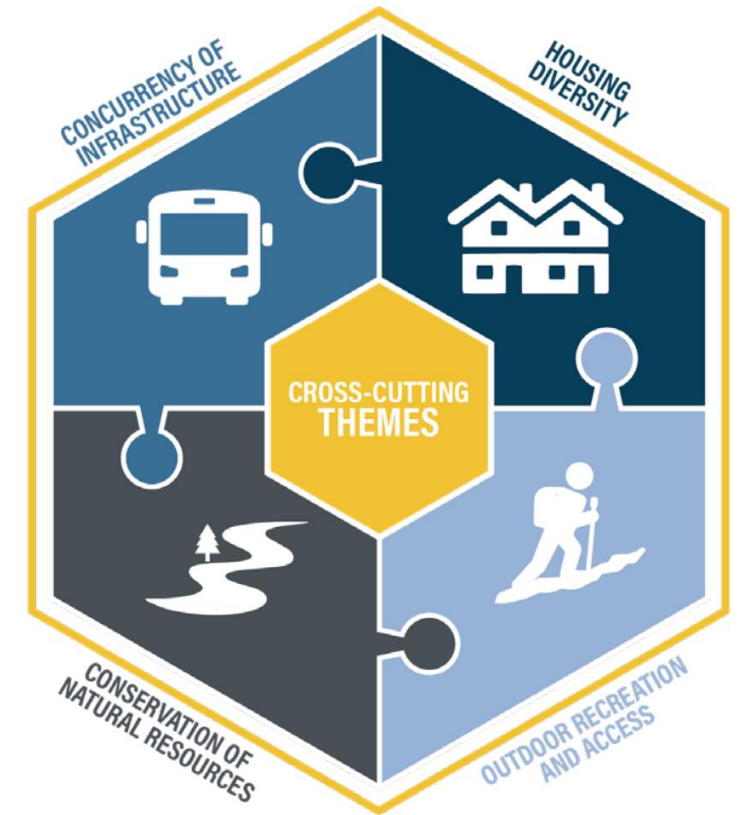 CONCURRENCY OF
INFRASTRUCTURE
HOUSING
DIVERSITY
CROSS-CUTTING
THEMES
CONSERVATION OF
NATURAL RESOURCES
OUTDOOR RECREATION
AND ACCESS